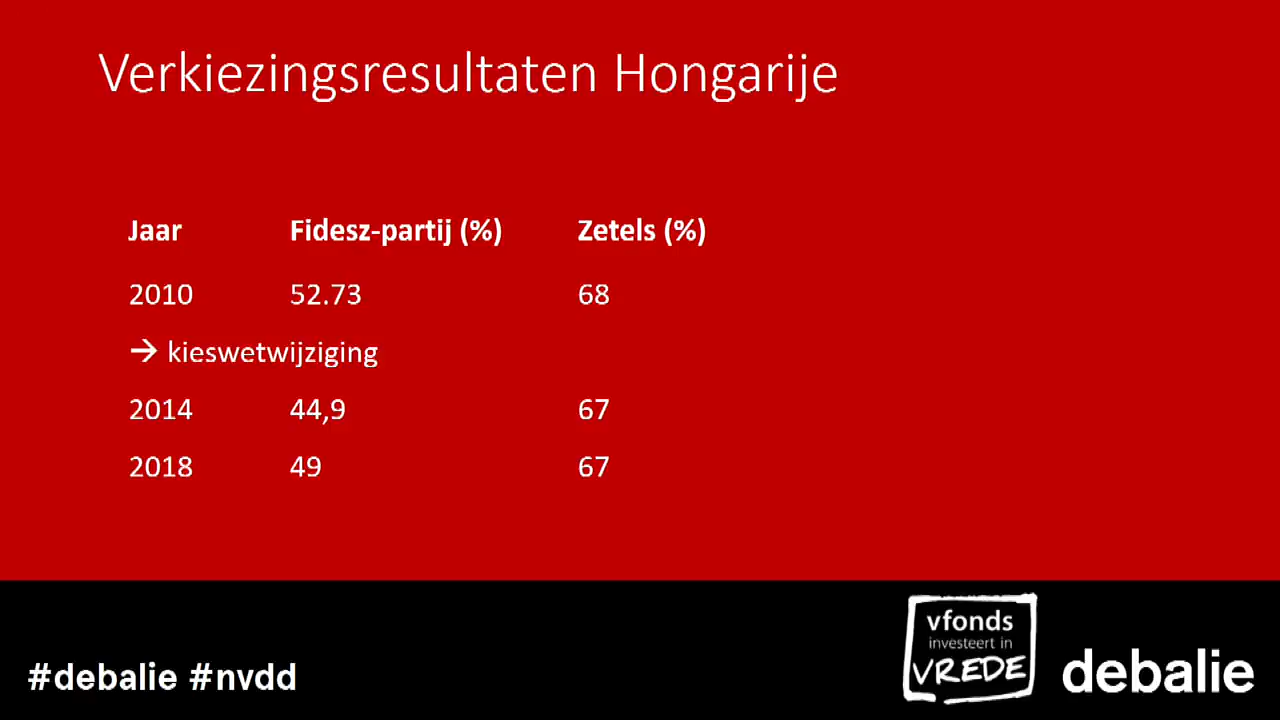 Verkiezingsresultaten Hongarije
Jaar Fidesz-partij (%) Zetels (%)
2010 52.73 68
→ kieswetwijziging
2014 44,9 67
2018 49 67
vfonds
investeert in
VREDE
#debalie #nvdd
debalie